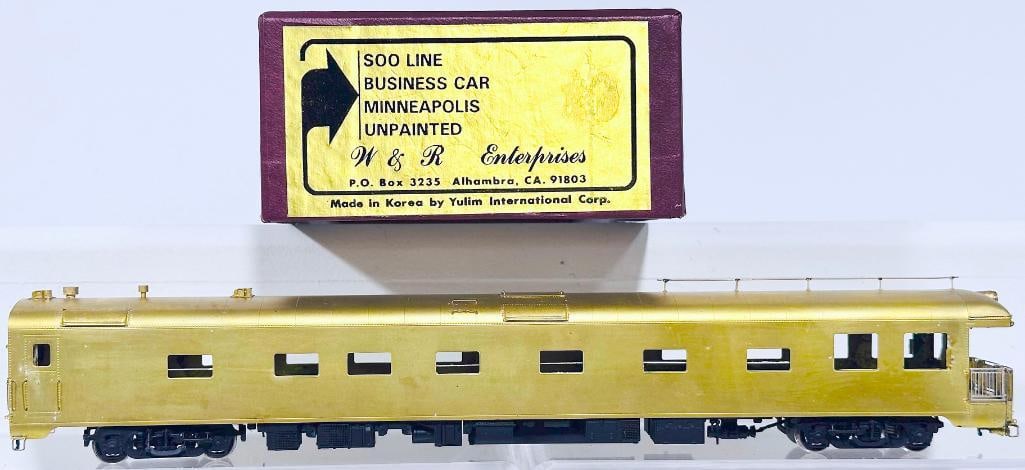 SOO LINE
BUSINESS CAR
MINNEAPOLIS
UNPAINTED
W & R Enterprises
P.O. Box 3235 Alhambra, CA. 91803
Made in Korea by Yulim International Corp.